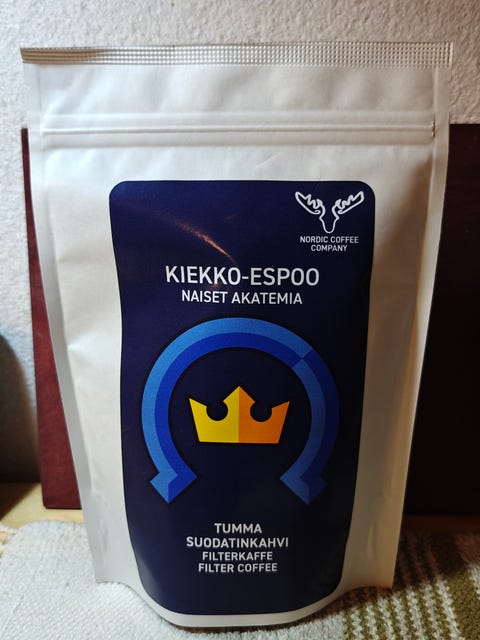 NORDIC COFFEE
COMPANY
KIEKKO-ESPOO
NAISET AKATEMIA
TUMMA
SUODATINKAHVI
FILTERKAFFE
FILTER COFFEE